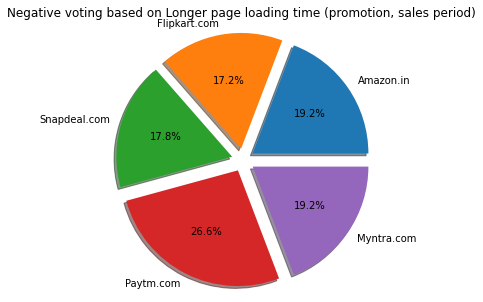 Negative voting based on Longer page loading time (promotion, sales period)
Flipkart.com
17.2%
Amazon.in
19.2%
Snapdeal.com
17.8%
Paytm.com
26.6%
Myntra.com
19.2%